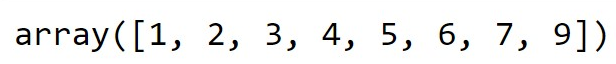 array([1, 2, 3, 4, 5, 6, 7, 9])